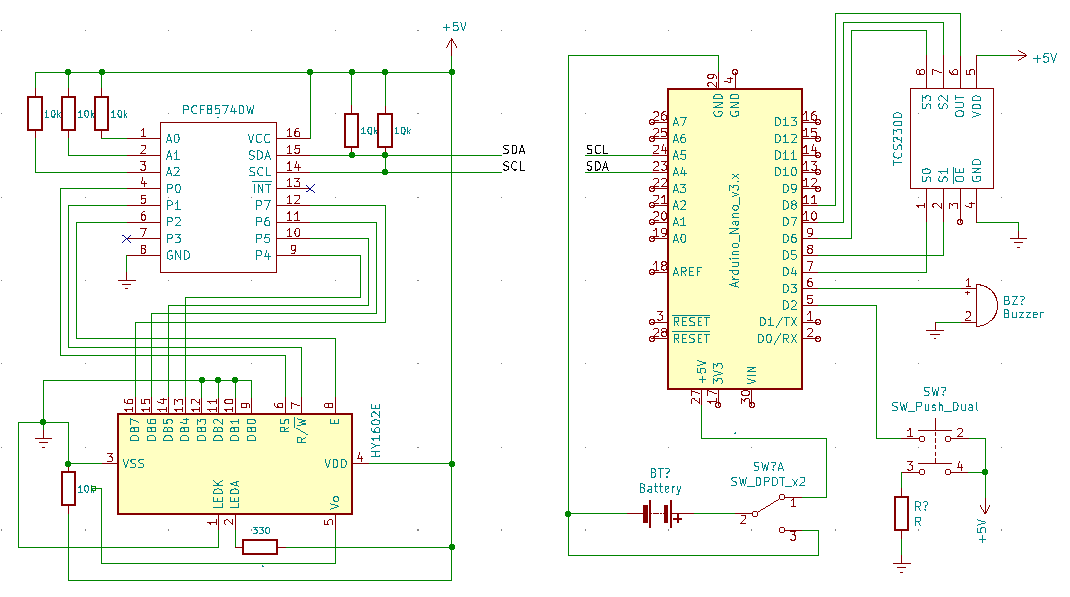 +5V
10k 10k 10k
PCF8574DW
1 A0 VCC 16
2 A1 SDA 15
3 A2 SCL 14
4 P0 INT 13
5 P1 P7 12
6 P2 P6 11
7 P3 P5 10
8 GND P4 9
10k 10k
SDA
SCL
16 15 14 13 12 11 10 9 6 7 8
DB7 DB6 DB5 DB4 DB3 DB2 DB1 DB0 RS R/W E
HY1602E
3 VSS VDD 4
LEDK LEDA Vo
1 2 5
10k
330
SCL
SDA
29 4
GND GND
26 A7 D13 16
25 A6 D12 15
24 A5 D11 14
23 A4 D10 13
22 A3 D9 12
21 A2 D8 11
20 A1 D7 10
19 A0 D6 9
D5 8
18 AREF D4 7
D3 6
D2 5
3 RESET D1/TX 1
28 RESET D0/RX 2
Arduino_Nano_v3.x
+5V 3V3 VIN
27 17 30
8 7 6 5
S3 S2 OUT VDD
TCS230D
S0 S1 OE GND
1 2 3 4
+5V
1
+
2
BZ?
Buzzer
SW?
SW_Push_Dual
1 2
3 4
R?
R
+5V
BT?
Battery
+
SW?A
SW_DPDT_x2
1
2
3